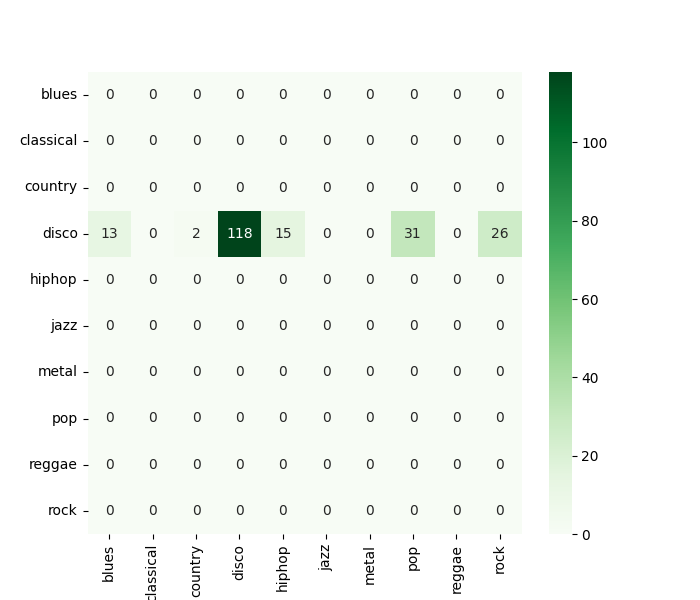 blues 0 0 0 0 0 0 0 0 0 0
classical 0 0 0 0 0 0 0 0 0 0
country 0 0 0 0 0 0 0 0 0 0
disco 13 0 2 118 15 0 0 31 0 26
hiphop 0 0 0 0 0 0 0 0 0 0
jazz 0 0 0 0 0 0 0 0 0 0
metal 0 0 0 0 0 0 0 0 0 0
pop 0 0 0 0 0 0 0 0 0 0
reggae 0 0 0 0 0 0 0 0 0 0
rock 0 0 0 0 0 0 0 0 0 0
blues
classical
country
disco
hiphop
jazz
metal
pop
reggae
rock
100
80
60
40
20
0